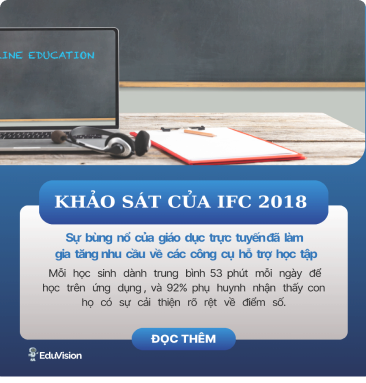 LINE EDUCATION
KHẢO SÁT CỦA IFC 2018
Sự bùng nổ của giáo dục trực tuyến đã làm
gia tăng nhu cầu về các công cụ hỗ trợ học tập
Mỗi học sinh dành trung bình 53 phút mỗi ngày để
học trên ứng dụng, và 92% phụ huynh nhận thấy con
họ có sự cải thiện rõ rệt về điểm số.
ĐỌC THÊM
EduVision